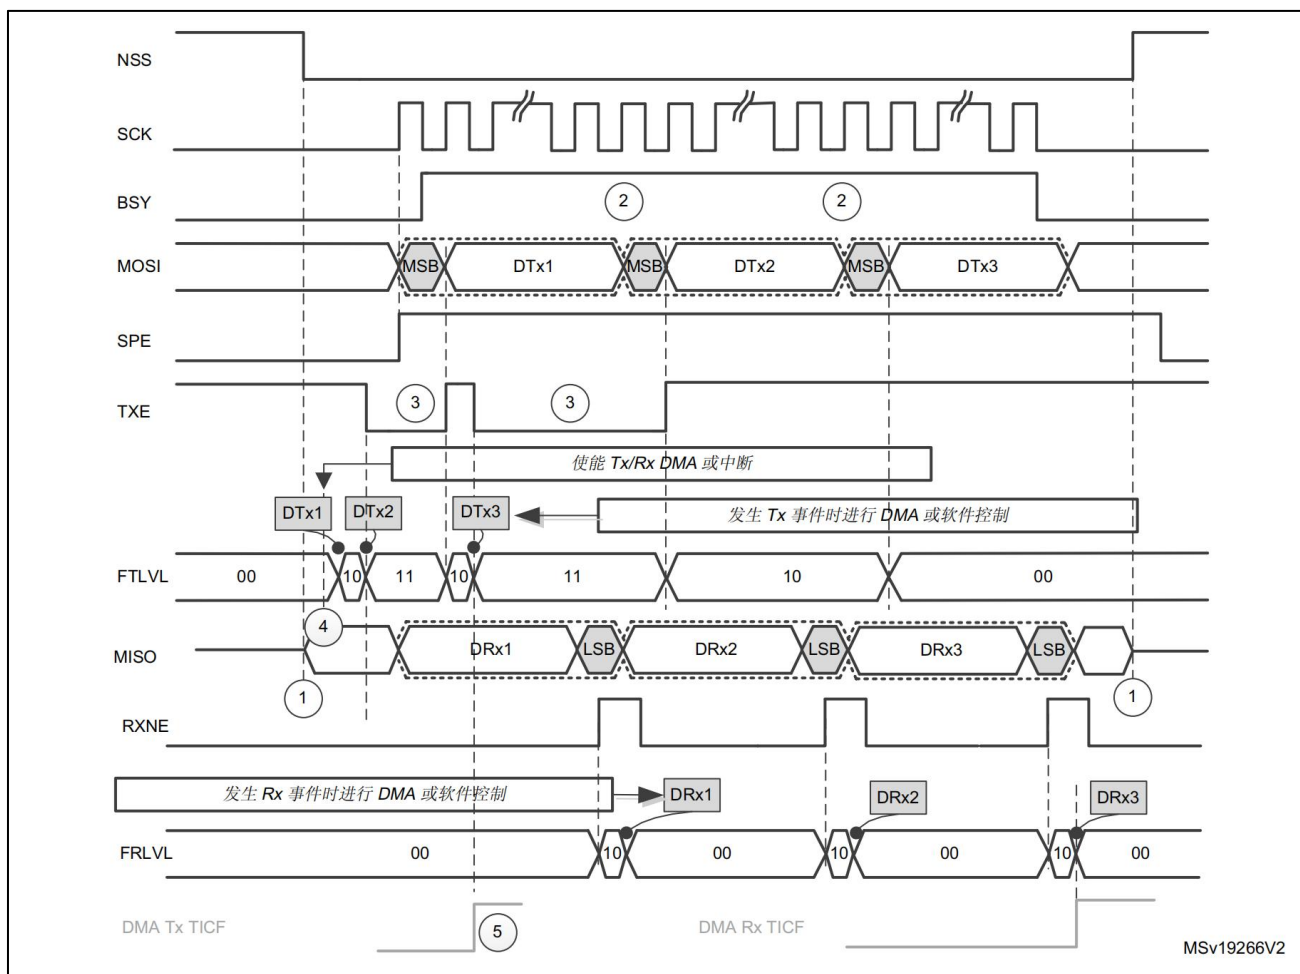 NSS
SCK
BSY
2 2
MOSI MSB DTx1 MSB DTx2 MSB DTx3
SPE
TXE 3 3
使能 Tx/Rx DMA 或中断
DTx1 DTx2 DTx3 发生 Tx 事件时进行 DMA 或软件控制
FTLVL 00 10 11 10 11 10 00
4
MISO DRx1 LSB DRx2 LSB DRx3 LSB
1 1
RXNE
发生 Rx 事件时进行 DMA 或软件控制 DRx1 DRx2 DRx3
FRLVL 00 10 00 10 00 10 00
DMA Tx TICF 5 DMA Rx TICF
MSv19266V2